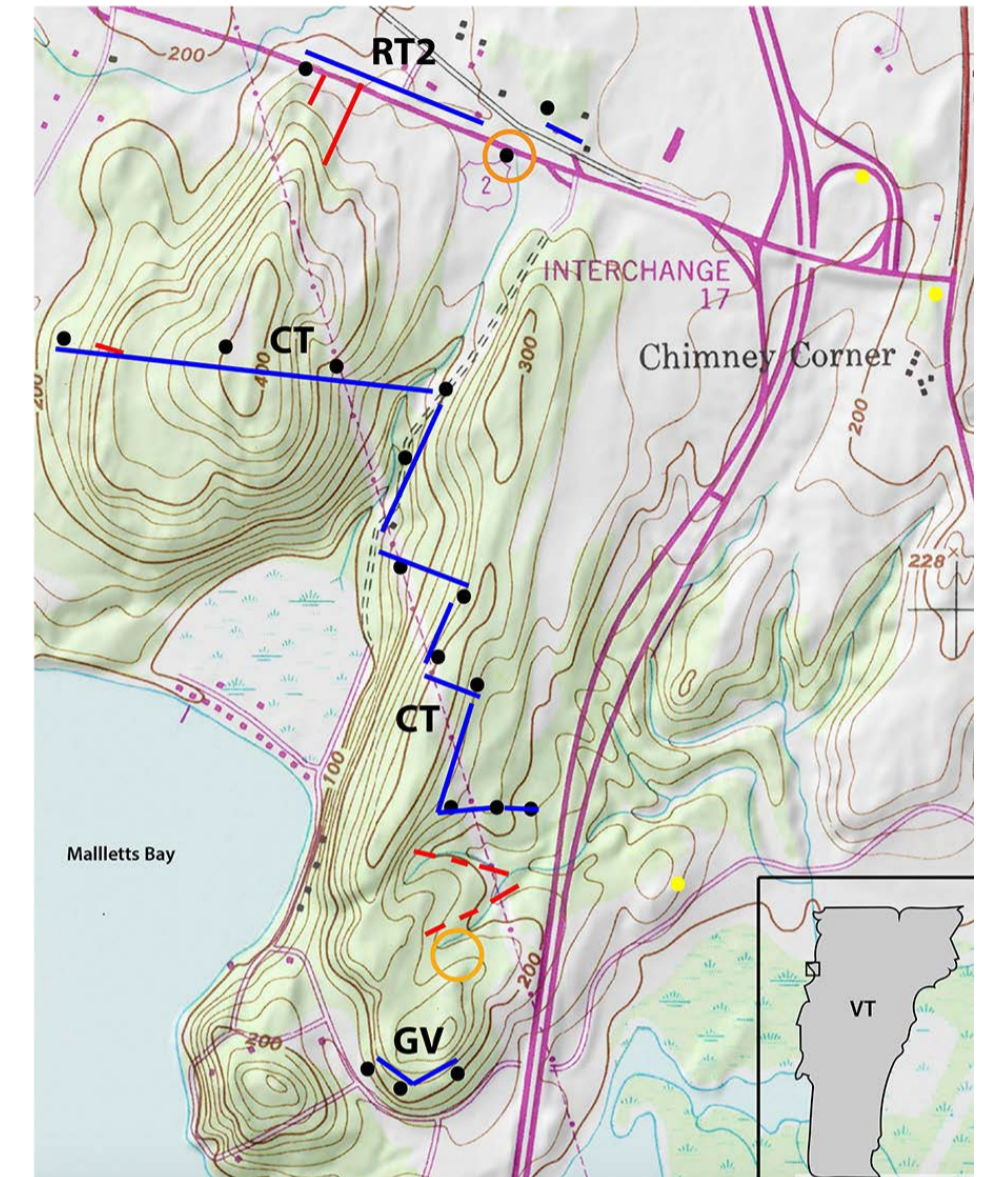 RT2
200
2
INTERCHANGE
17
CT
400
300
Chimney Corner
200
200
228
CT
100
Mallletts Bay
200
VT
200
GV